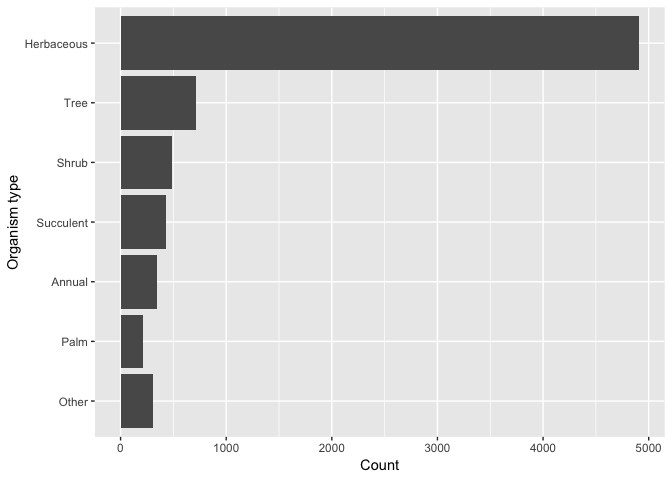 Organism type
Herbaceous
Tree
Shrub
Succulent
Annual
Palm
Other
0 1000 2000 3000 4000 5000
Count